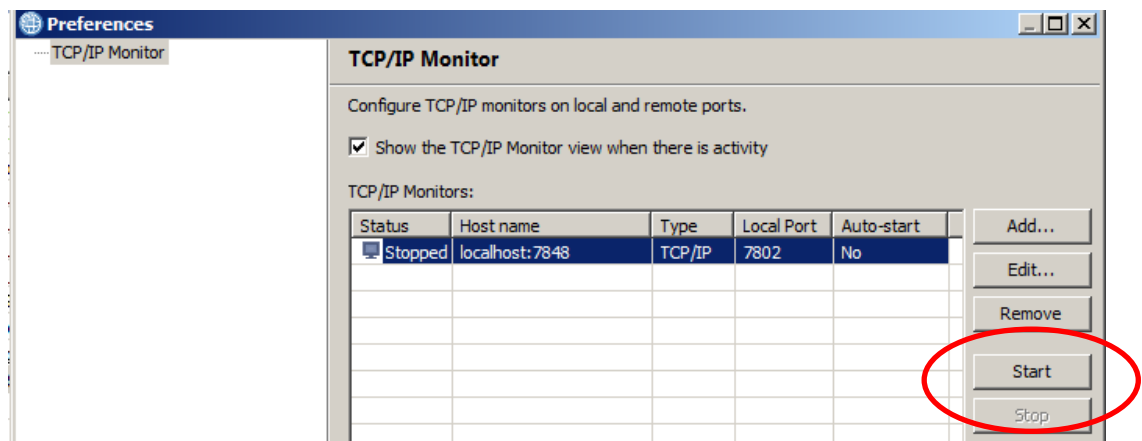 Preferences
TCP/IP Monitor
TCP/IP Monitor
Configure TCP/IP monitors on local and remote ports.
Show the TCP/IP Monitor view when there is activity
TCP/IP Monitors:
Status Host name Type Local Port Auto-start
Stopped localhost:7848 TCP/IP 7802 No
Add...
Edit...
Remove
Start
Stop